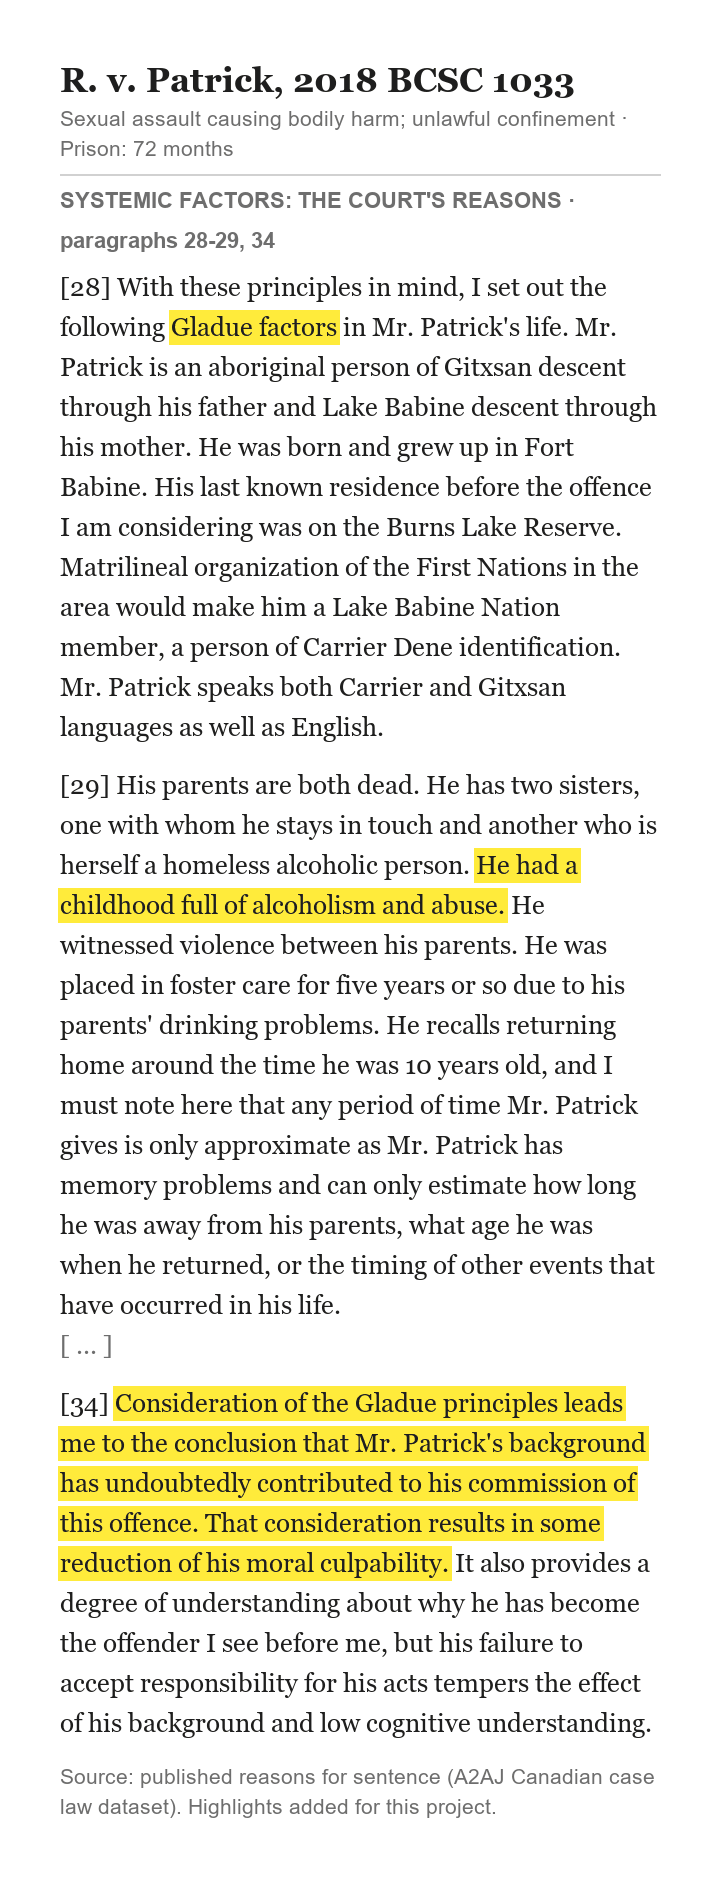 R. v. Patrick, 2018 BCSC 1033
Sexual assault causing bodily harm; unlawful confinement ·
Prison: 72 months
SYSTEMIC FACTORS: THE COURT'S REASONS ·
paragraphs 28-29, 34
[28] With these principles in mind, I set out the
following Gladue factors in Mr. Patrick's life. Mr.
Patrick is an aboriginal person of Gitxsan descent
through his father and Lake Babine descent through
his mother. He was born and grew up in Fort
Babine. His last known residence before the offence
I am considering was on the Burns Lake Reserve.
Matrilineal organization of the First Nations in the
area would make him a Lake Babine Nation
member, a person of Carrier Dene identification.
Mr. Patrick speaks both Carrier and Gitxsan
languages as well as English.
[29] His parents are both dead. He has two sisters,
one with whom he stays in touch and another who is
herself a homeless alcoholic person. He had a
childhood full of alcoholism and abuse. He
witnessed violence between his parents. He was
placed in foster care for five years or so due to his
parents' drinking problems. He recalls returning
home around the time he was 10 years old, and I
must note here that any period of time Mr. Patrick
gives is only approximate as Mr. Patrick has
memory problems and can only estimate how long
he was away from his parents, what age he was
when he returned, or the timing of other events that
have occurred in his life.
[ ... ]
[34] Consideration of the Gladue principles leads
me to the conclusion that Mr. Patrick's background
has undoubtedly contributed to his commission of
this offence. That consideration results in some
reduction of his moral culpability. It also provides a
degree of understanding about why he has become
the offender I see before me, but his failure to
accept responsibility for his acts tempers the effect
of his background and low cognitive understanding.
Source: published reasons for sentence (A2AJ Canadian case
law dataset). Highlights added for this project.